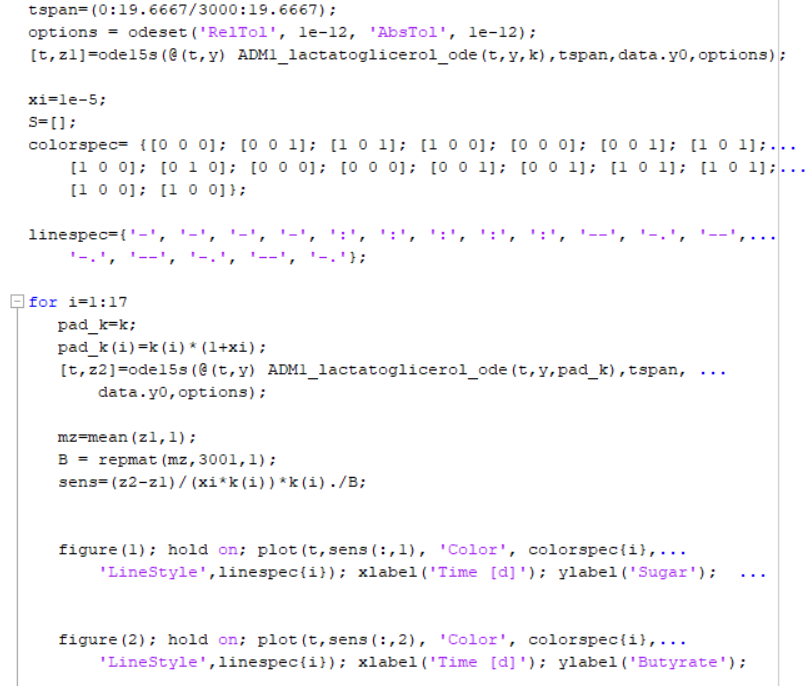 tspan=(0:19.6667/3000:19.6667);
options = odeset('RelTol', 1e-12, 'AbsTol', 1e-12);
[t,z1]=ode15s(@(t,y) ADM1_lactatoglicerol_ode(t,y,k),tspan,data.y0,options);
xi=1e-5;
S=[];
colorspec= {[0 0 0]; [0 0 1]; [1 0 1]; [1 0 0]; [0 0 0]; [0 0 1]; [1 0 1];...
[1 0 0]; [0 1 0]; [0 0 0]; [0 0 0]; [0 0 1]; [0 0 1]; [1 0 1]; [1 0 1];...
[1 0 0]; [1 0 0]};
linespec={'-', '-', '-', '-', ':', ':', ':', ':', ':', '--', '-.', '--',...
'-.', '--', '-.', '--', '-.'};
for i=1:17
pad_k=k;
pad_k(i)=k(i)*(1+xi);
[t,z2]=ode15s(@(t,y) ADM1_lactatoglicerol_ode(t,y,pad_k),tspan, ...
data.y0,options);
mz=mean(z1,1);
B = repmat(mz,3001,1);
sens=(z2-z1)/(xi*k(i))*k(i)./B;
figure(1); hold on; plot(t,sens(:,1), 'Color', colorspec{i},...
'LineStyle',linespec{i}); xlabel('Time [d]'); ylabel('Sugar'); ...
figure(2); hold on; plot(t,sens(:,2), 'Color', colorspec{i},...
'LineStyle',linespec{i}); xlabel('Time [d]'); ylabel('Butyrate');